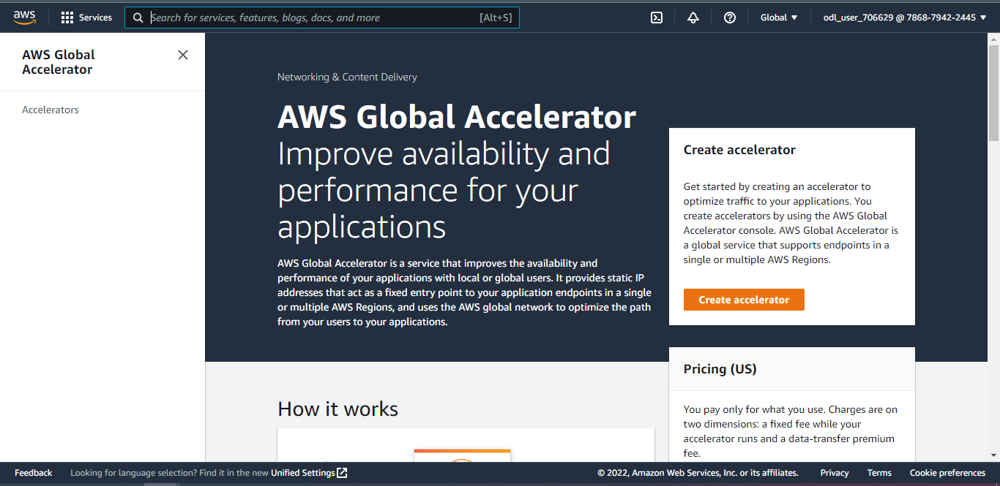 aws
Services
Search for services, features, blogs, docs, and more
[Alt+S]
Global
odl_user_706629 @ 7868-7942-2445
AWS Global
Accelerator
Accelerators
Networking & Content Delivery
AWS Global Accelerator
Improve availability and
performance for your
applications
AWS Global Accelerator is a service that improves the availability and
performance of your applications with local or global users. It provides static IP
addresses that act as a fixed entry point to your application endpoints in a single
or multiple AWS Regions, and uses the AWS global network to optimize the path
from your users to your applications.
Create accelerator
Get started by creating an accelerator to
optimize traffic to your applications. You
create accelerators by using the AWS Global
Accelerator console. AWS Global Accelerator is
a global service that supports endpoints in a
single or multiple AWS Regions.
Create accelerator
Pricing (US)
You pay only for what you use. Charges are on
two dimensions: a fixed fee while your
accelerator runs and a data-transfer premium
fee.
How it works
Feedback
Looking for language selection? Find it in the new Unified Settings
© 2022, Amazon Web Services, Inc. or its affiliates.
Privacy
Terms
Cookie preferences